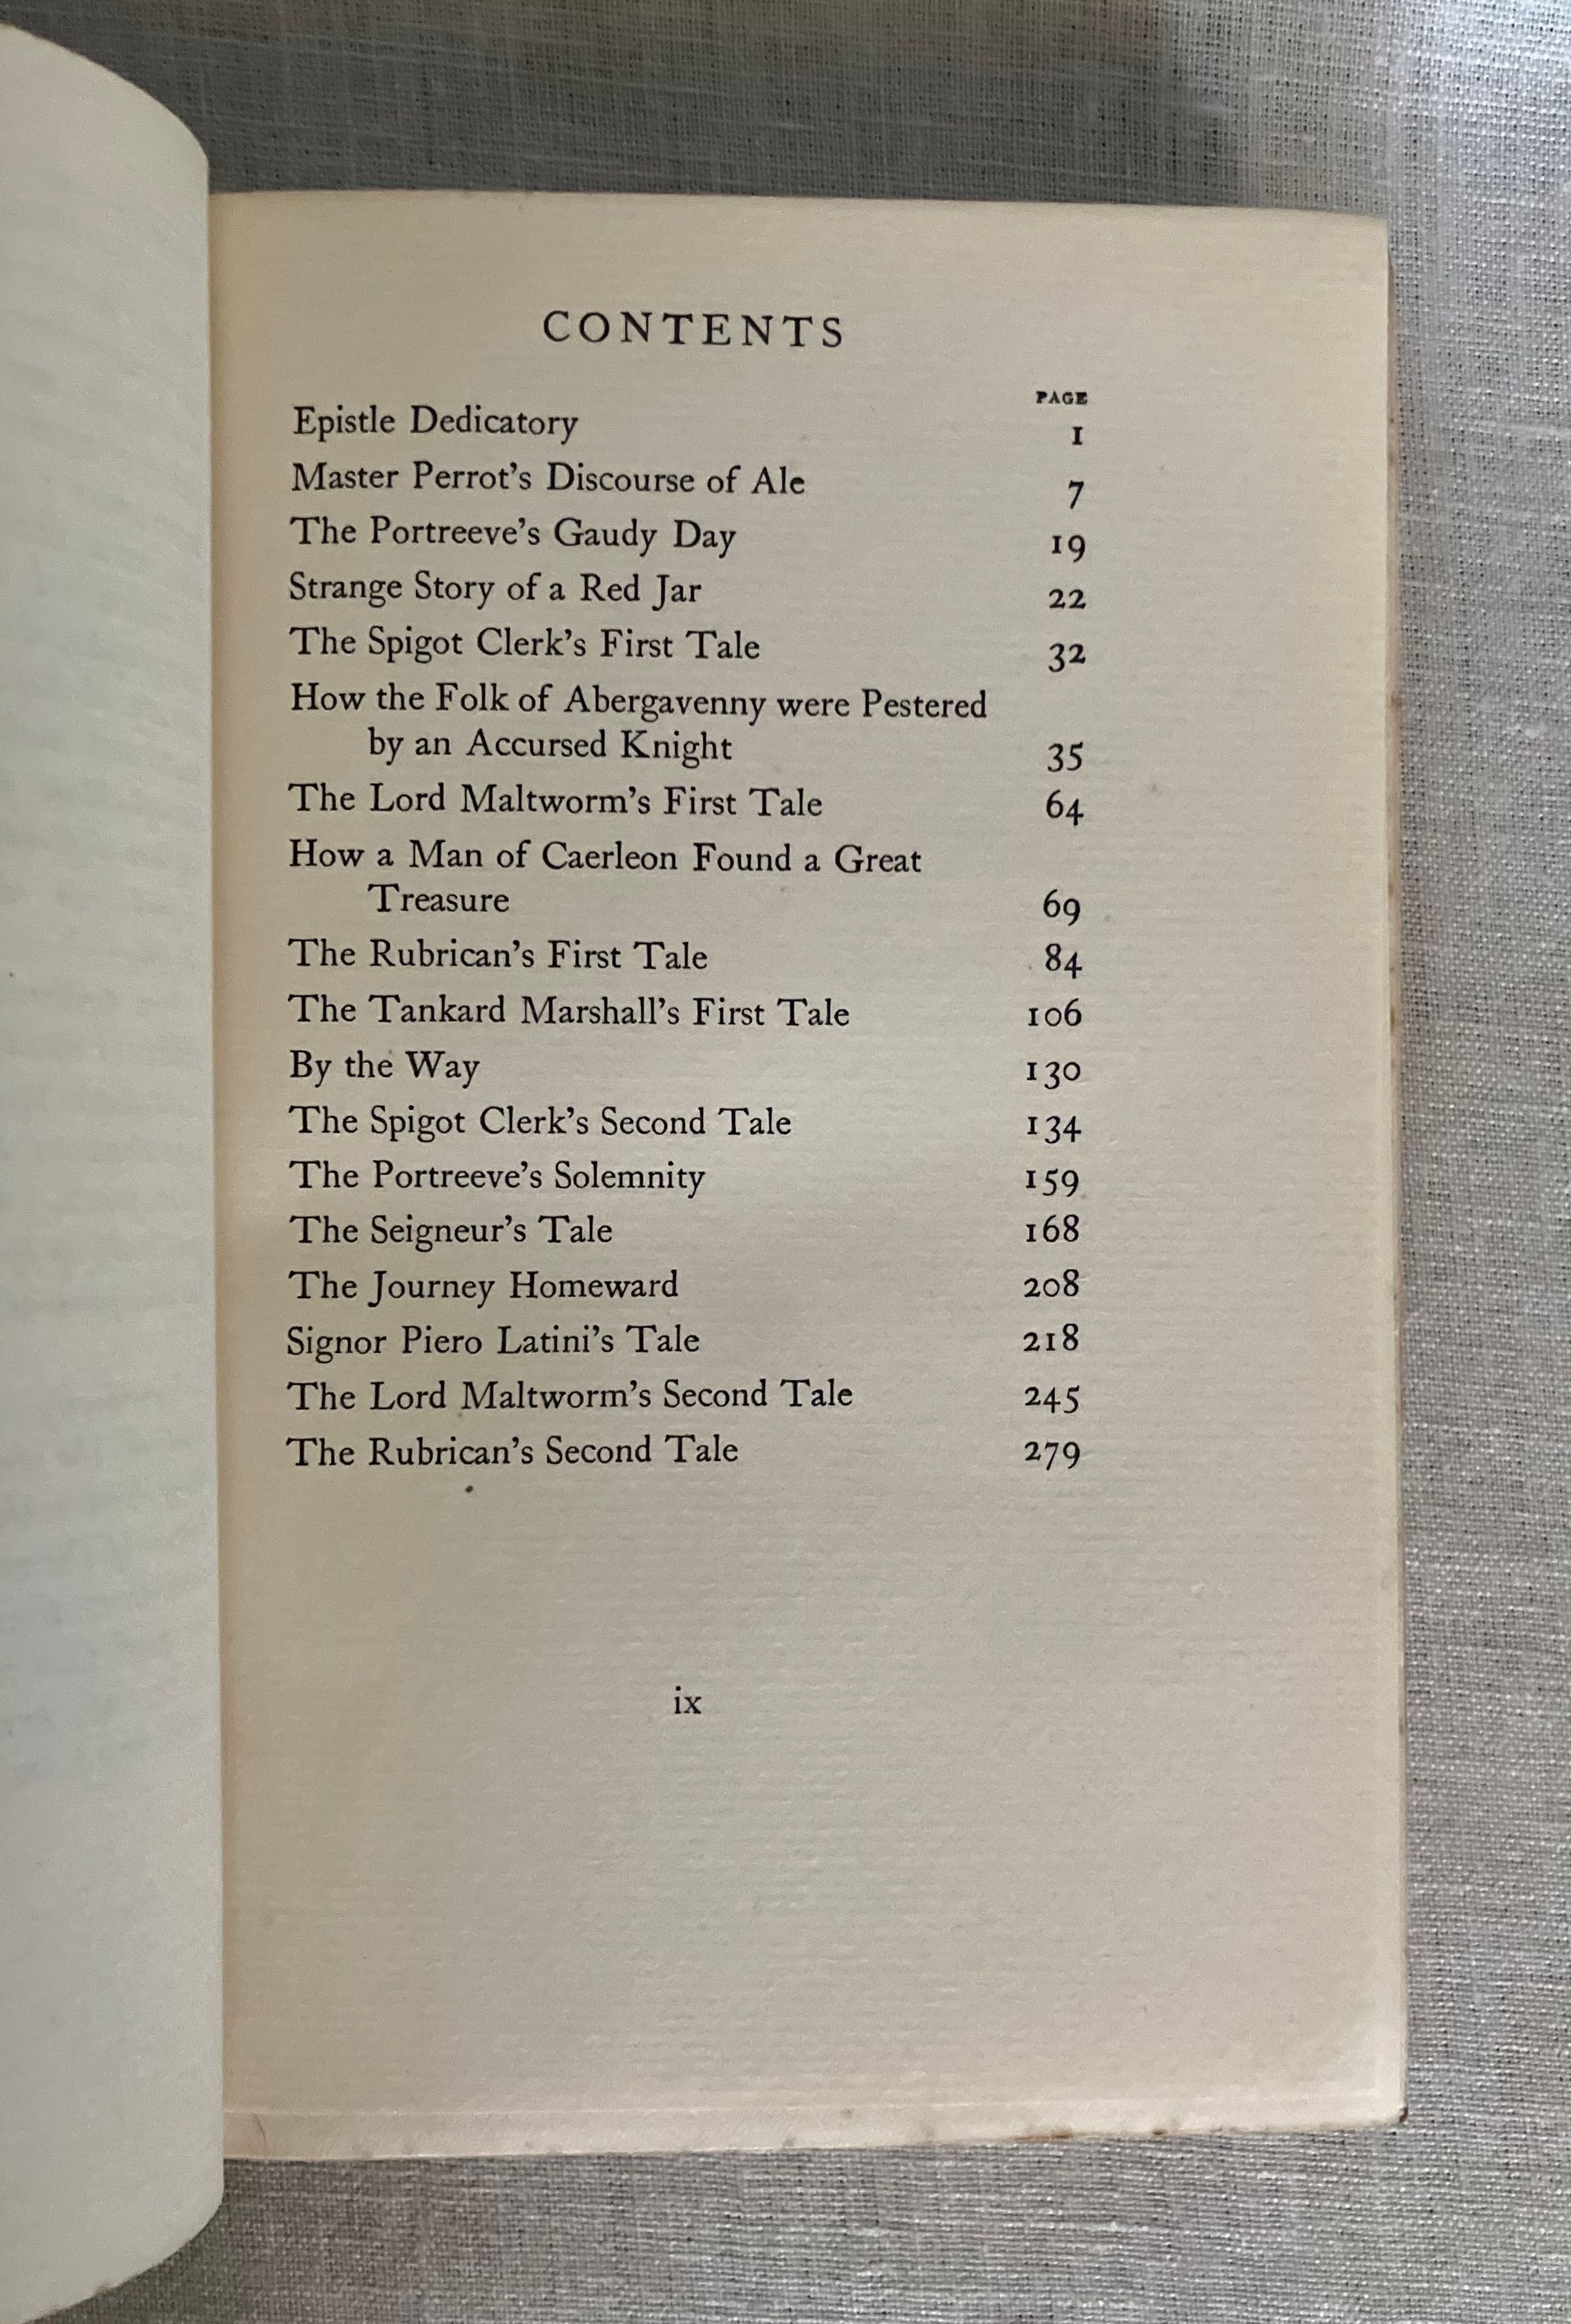 CONTENTS
PAGE
Epistle Dedicatory 1
Master Perrot's Discourse of Ale 7
The Portreeve's Gaudy Day 19
Strange Story of a Red Jar 22
The Spigot Clerk's First Tale 32
How the Folk of Abergavenny were Pestered
by an Accursed Knight 35
The Lord Maltworm's First Tale 64
How a Man of Caerleon Found a Great
Treasure 69
The Rubrican's First Tale 84
The Tankard Marshall's First Tale 106
By the Way 130
The Spigot Clerk's Second Tale 134
The Portreeve's Solemnity 159
The Seigneur's Tale 168
The Journey Homeward 208
Signor Piero Latini's Tale 218
The Lord Maltworm's Second Tale 245
The Rubrican's Second Tale 279
ix